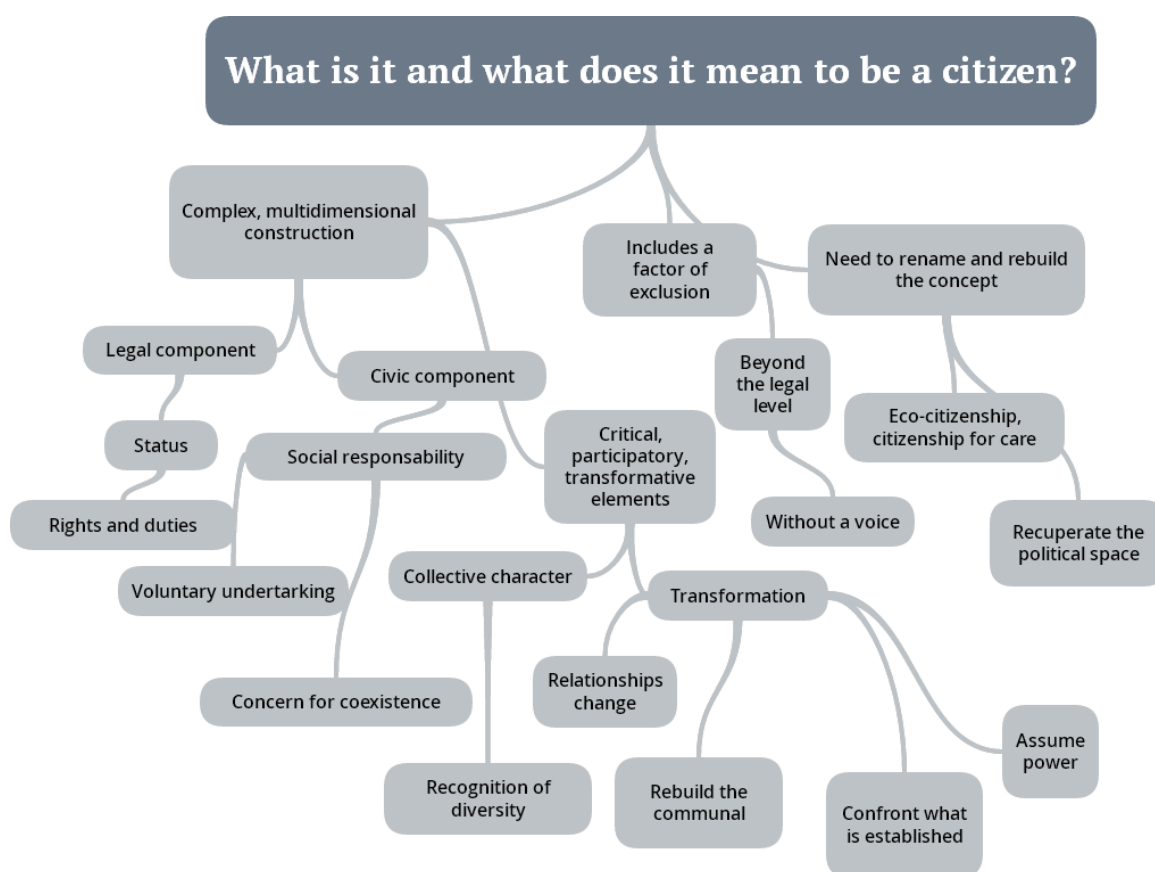 What is it and what does it mean to be a citizen?
Complex, multidimensional
construction
Includes a
factor of
exclusion
Need to rename and rebuild
the concept
Legal component
Civic component
Beyond
the legal
level
Eco-citizenship,
citizenship for care
Status
Social responsability
Critical,
participatory,
transformative
elements
Rights and duties
Without a voice
Recuperate the
political space
Voluntary undertarking
Collective character
Transformation
Concern for coexistence
Relationships
change
Assume
power
Recognition of
diversity
Rebuild the
communal
Confront what
is established